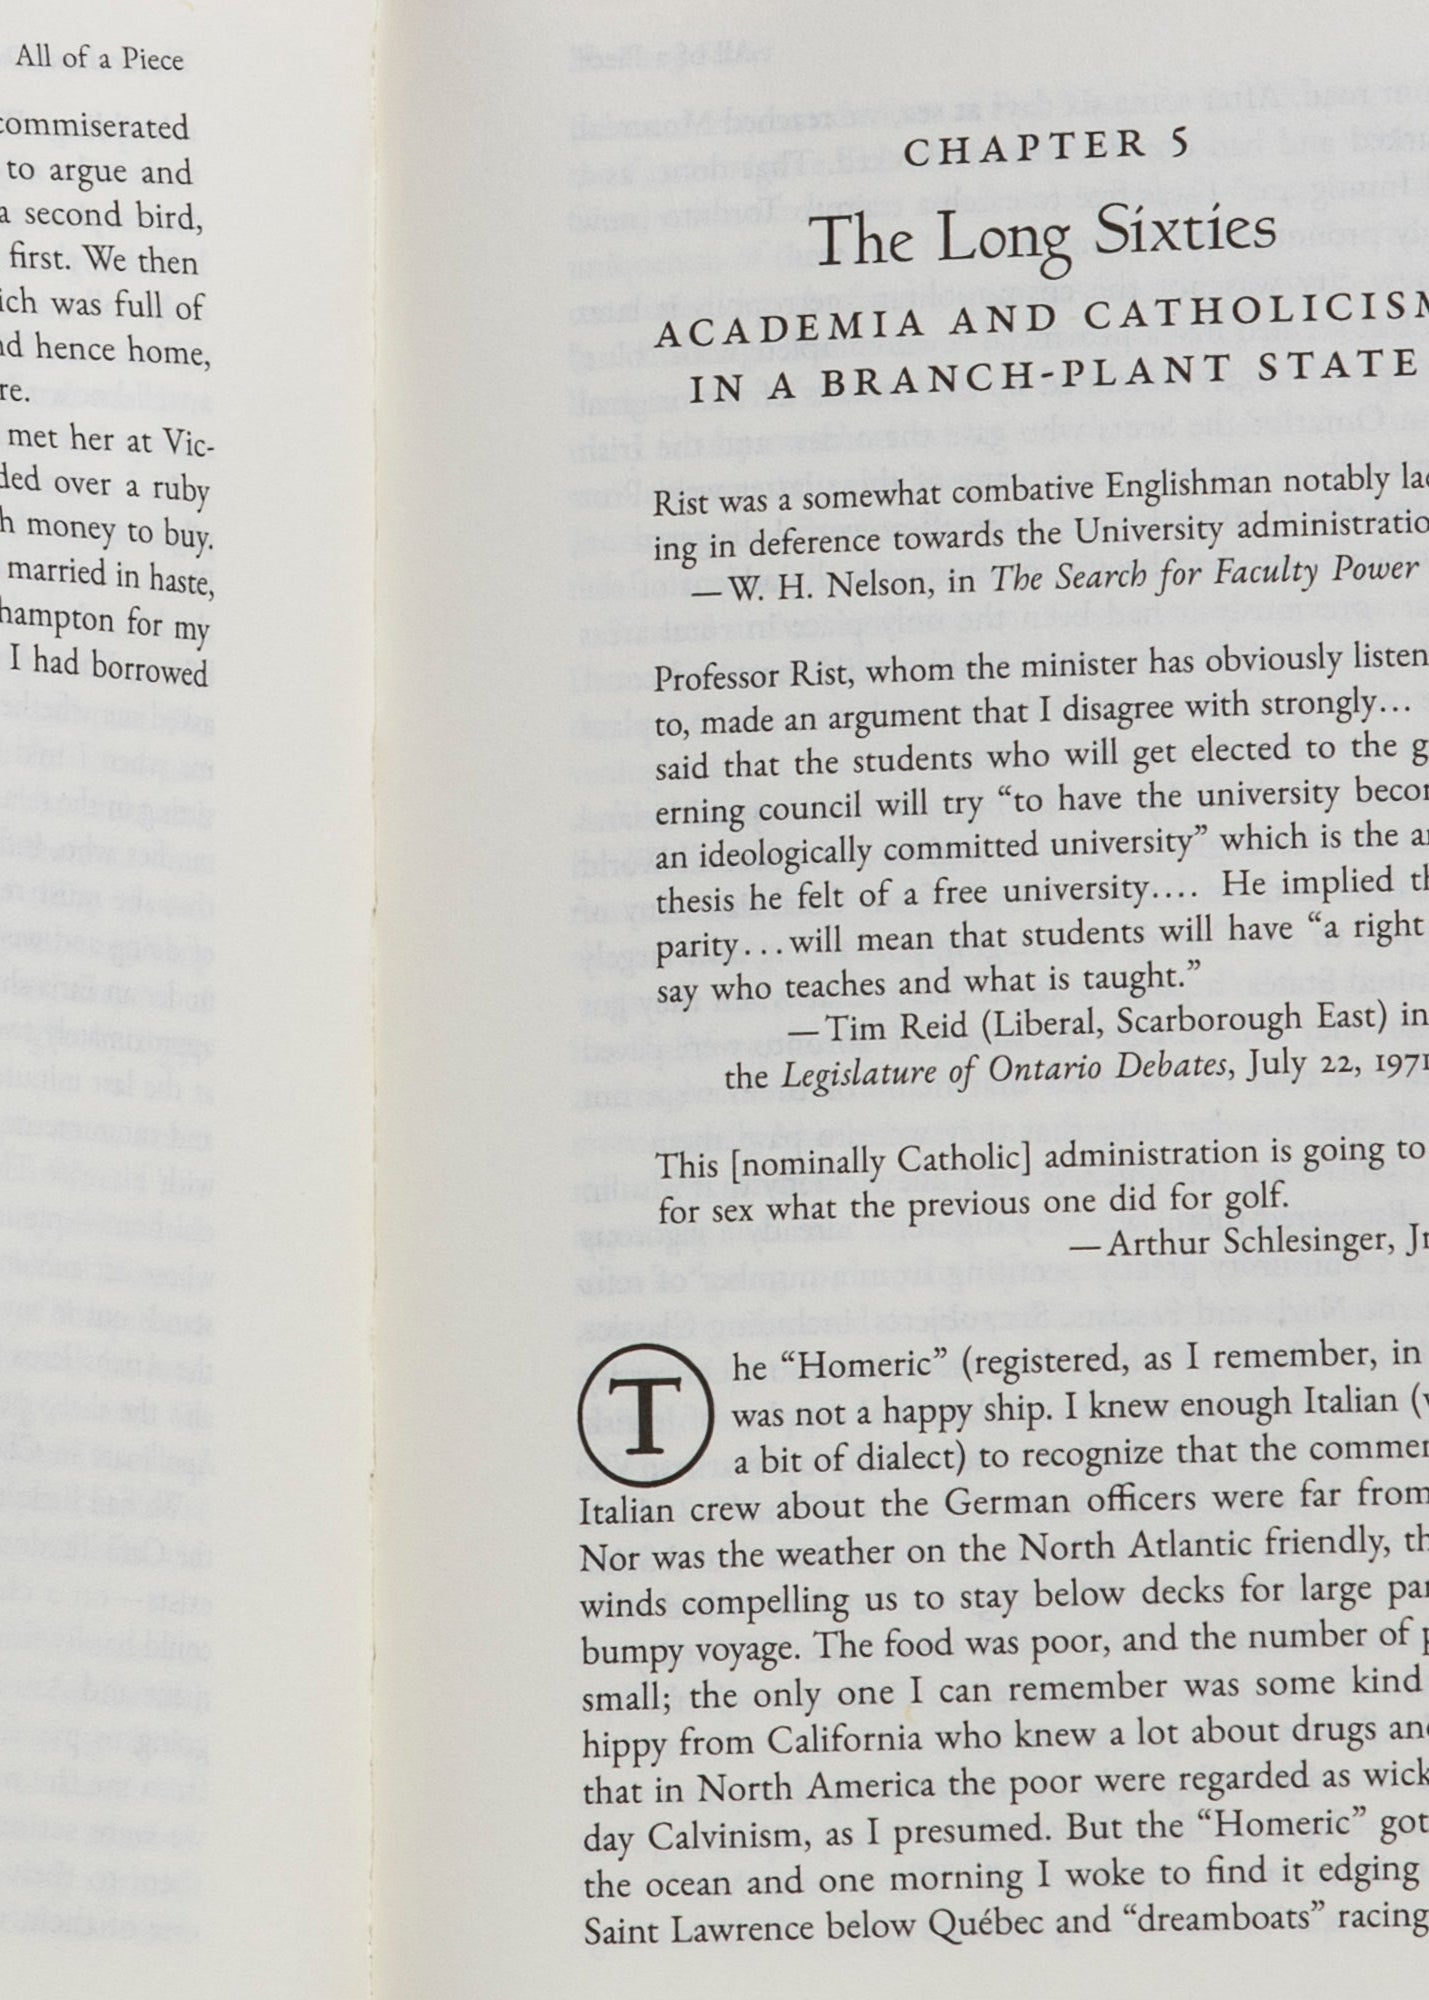 All of a Piece
commiserated
to argue and
a second bird,
first. We then
ich was full of
nd hence home,
re.
met her at Vic-
ded over a ruby
h money to buy.
married in haste,
hampton for my
I had borrowed
CHAPTER 5
The Long Sixties
ACADEMIA AND CATHOLICISM
IN A BRANCH-PLANT STATE
Rist was a somewhat combative Englishman notably lac
ing in deference towards the University administratio
—W. H. Nelson, in The Search for Faculty Power
Professor Rist, whom the minister has obviously listen
to, made an argument that I disagree with strongly...
said that the students who will get elected to the g
erning council will try “to have the university becom
an ideologically committed university” which is the an
thesis he felt of a free university.... He implied th
parity...will mean that students will have “a right
say who teaches and what is taught.”
—Tim Reid (Liberal, Scarborough East) in
the Legislature of Ontario Debates, July 22, 1971
This [nominally Catholic] administration is going to
for sex what the previous one did for golf.
—Arthur Schlesinger, Jr
The “Homeric” (registered, as I remember, in
was not a happy ship. I knew enough Italian (
a bit of dialect) to recognize that the commen
Italian crew about the German officers were far from
Nor was the weather on the North Atlantic friendly, th
winds compelling us to stay below decks for large par
bumpy voyage. The food was poor, and the number of p
small; the only one I can remember was some kind
hippy from California who knew a lot about drugs and
that in North America the poor were regarded as wick
day Calvinism, as I presumed. But the “Homeric” got
the ocean and one morning I woke to find it edging
Saint Lawrence below Québec and “dreamboats” racing